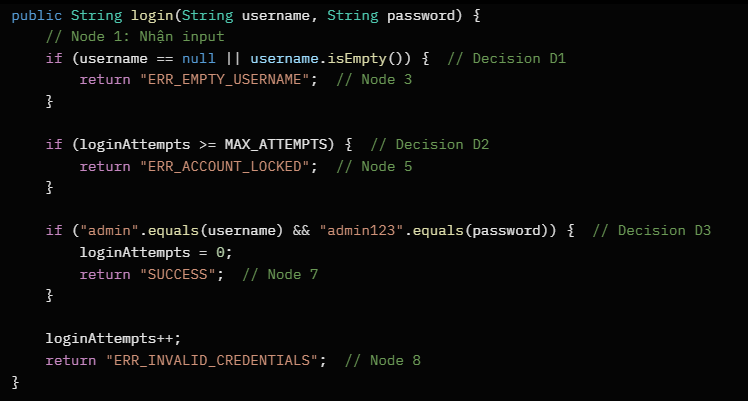 public String login(String username, String password) {
    // Node 1: Nhận input
    if (username == null || username.isEmpty()) {  // Decision D1
        return "ERR_EMPTY_USERNAME";  // Node 3
    }

    if (loginAttempts >= MAX_ATTEMPTS) {  // Decision D2
        return "ERR_ACCOUNT_LOCKED";  // Node 5
    }

    if ("admin".equals(username) && "admin123".equals(password)) {  // Decision D3
        loginAttempts = 0;
        return "SUCCESS";  // Node 7
    }

    loginAttempts++;
    return "ERR_INVALID_CREDENTIALS";  // Node 8
}